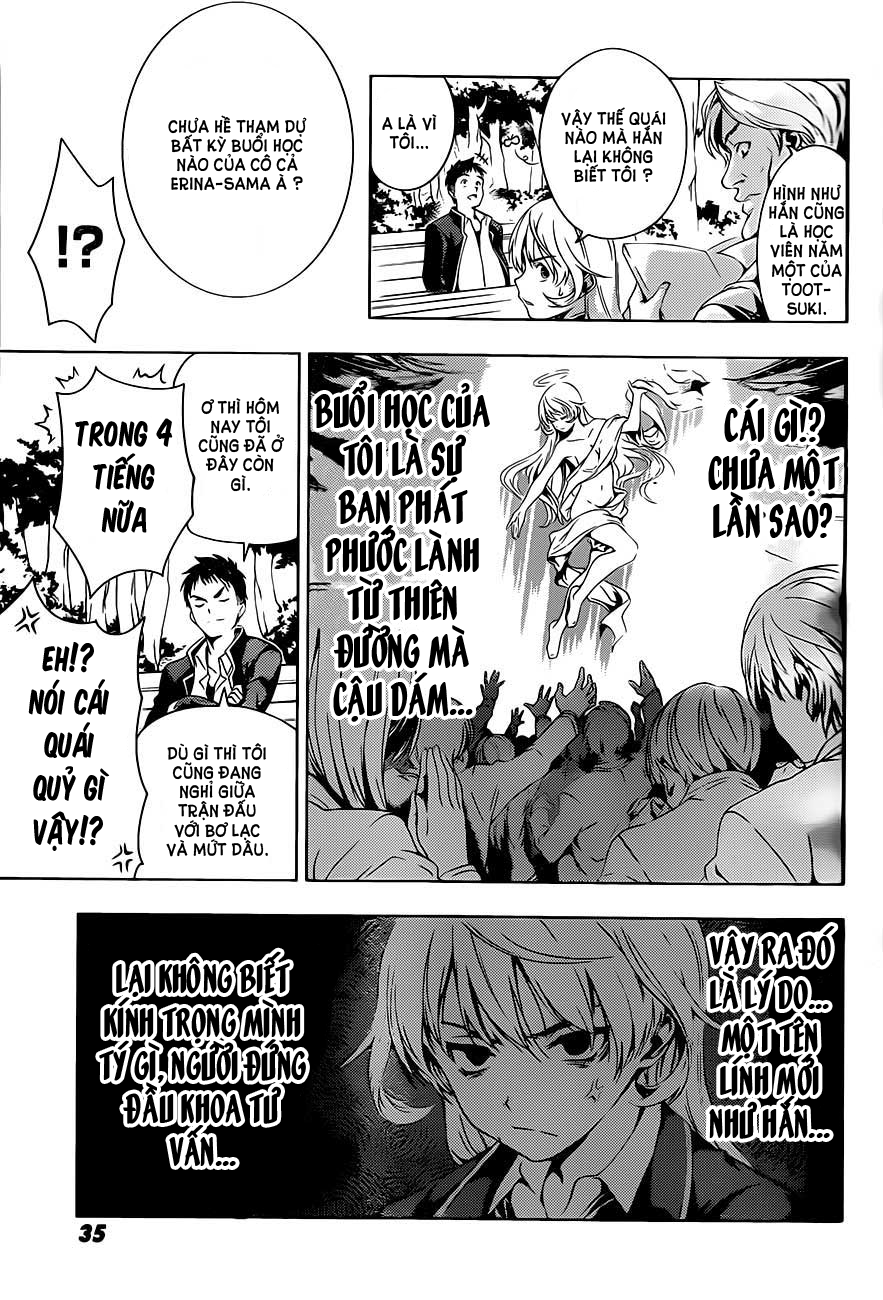 HÌNH NHƯ
HẮN CŨNG
LÀ HỌC
VIÊN NĂM
MỘT CỦA
TOOT-
SUKI.
VẬY THẾ QUÁI
NÀO MÀ HẮN
LẠI KHÔNG
BIẾT TÔI ?
A LÀ VÌ
TÔI...
CHƯA HỀ THAM DỰ
BẤT KỲ BUỔI HỌC
NÀO CỦA CÔ CẢ
ERINA-SAMA À ?
!?
CÁI GÌ!?
CHƯA MỘT
LẦN SAO?
BUỔI HỌC CỦA
TÔI LÀ SỰ
BAN PHÁT
PHƯỚC LÀNH
TỪ THIÊN
ĐƯỜNG MÀ
CẬU DÁM...
Ơ THÌ HÔM
NAY TÔI
CŨNG ĐÃ Ở
ĐÂY CÒN
GÌ.
TRONG 4
TIẾNG
NỮA
DÙ GÌ THÌ TÔI
CŨNG ĐANG
NGHỈ GIỮA
TRẬN ĐẤU
VỚI BƠ LẠC
VÀ MỨT DẦU.
EH!?
NÓI CÁI
QUÁI
QUỶ GÌ
VẬY!?
VẬY RA ĐÓ
LÀ LÝ DO...
MỘT TÊN
LÍNH MỚI
NHƯ HẮN...
LẠI KHÔNG BIẾT
KÍNH TRỌNG MÌNH
TÝ GÌ, NGƯỜI ĐỨNG
ĐẦU KHOA TƯ
VẤN...
35